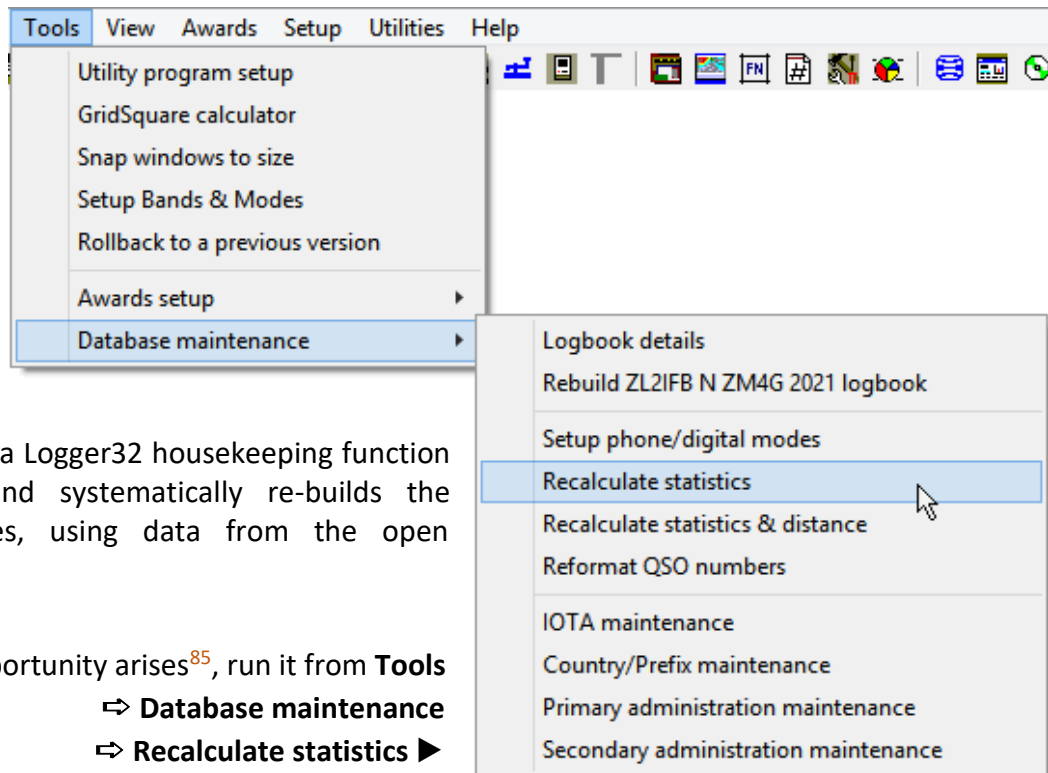 Tools View Awards Setup Utilities Help
FN #
Utility program setup
GridSquare calculator
Snap windows to size
Setup Bands & Modes
Rollback to a previous version
Awards setup
Database maintenance
Logbook details
Rebuild ZL2IFB N ZM4G 2021 logbook
Setup phone/digital modes
Recalculate statistics
Recalculate statistics & distance
Reformat QSO numbers
IOTA maintenance
Country/Prefix maintenance
Primary administration maintenance
Secondary administration maintenance
a Logger32 housekeeping function
nd systematically re-builds the
es, using data from the open
portunity arises85, run it from Tools
⇨ Database maintenance
⇨ Recalculate statistics ▶